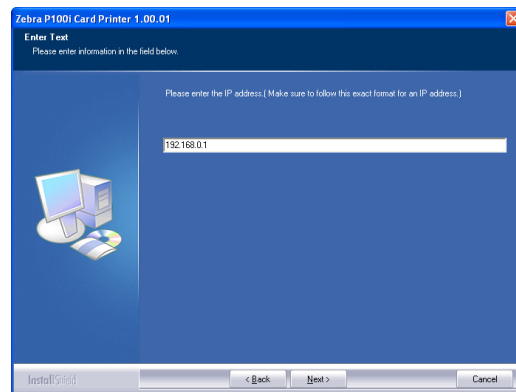 Zebra P100i Card Printer 1.00.01
Enter Text
Please enter information in the field below.
Please enter the IP address.( Make sure to follow this exact format for an IP address.)
192.168.0.1
InstallShield
< Back
Next >
Cancel